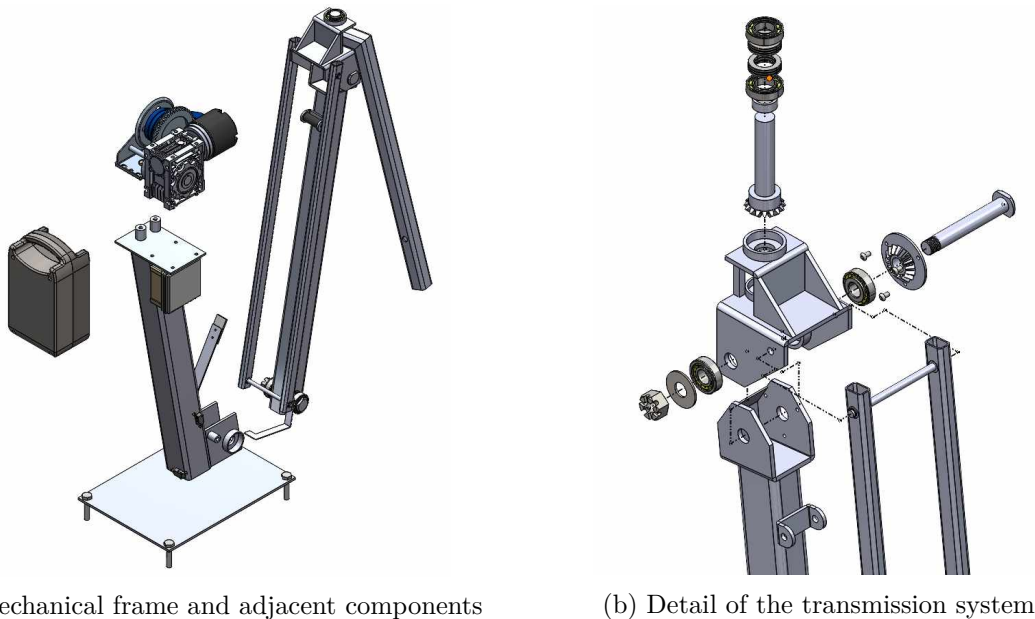 echanical frame and adjacent components
(b) Detail of the transmission system